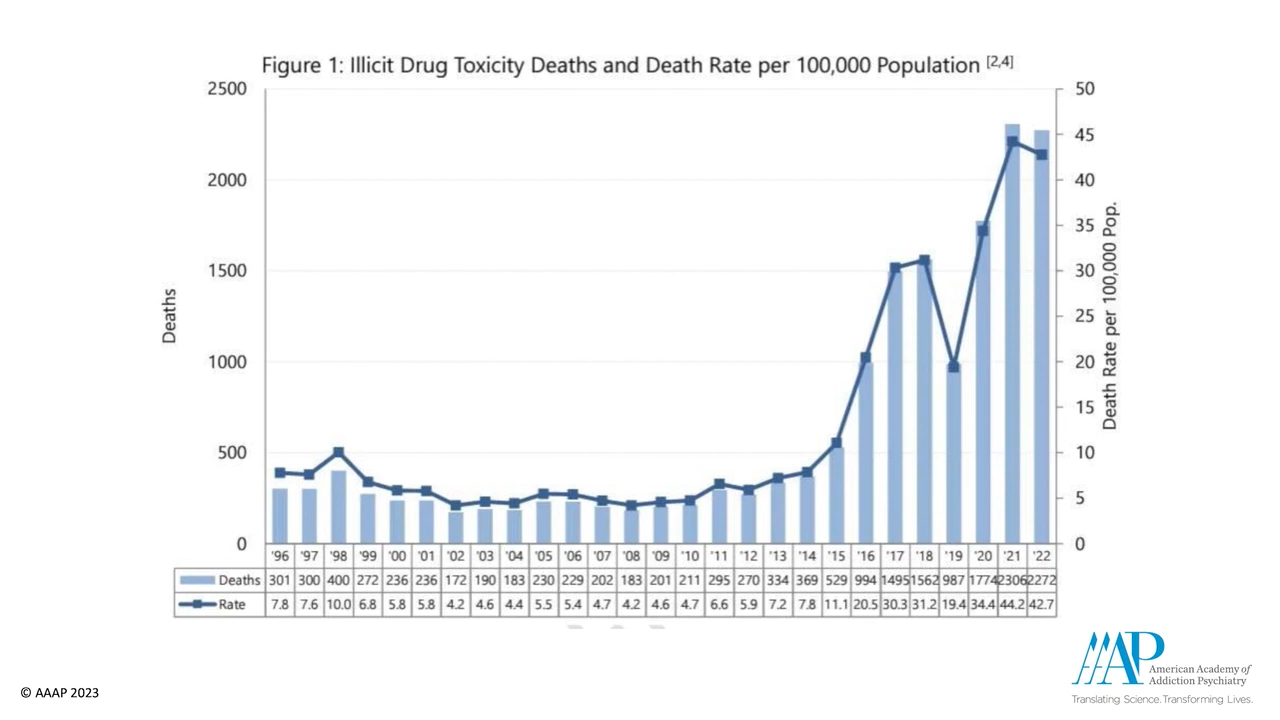 Figure 1: Illicit Drug Toxicity Deaths and Death Rate per 100,000 Population [2,4]
2500
2000
1500
1000
500
0
Deaths
50
45
40
35
30
25
20
15
10
5
0
Death Rate per 100,000 Pop.
'96 '97 '98 '99 '00 '01 '02 '03 '04 '05 '06 '07 '08 '09 '10 '11 '12 '13 '14 '15 '16 '17 '18 '19 '20 '21 '22
Deaths 301 300 400 272 236 236 172 190 183 230 229 202 183 201 211 295 270 334 369 529 994 1495 1562 987 1774 2306 2272
Rate 7.8 7.6 10.0 6.8 5.8 5.8 4.2 4.6 4.4 5.5 5.4 4.7 4.2 4.6 4.7 6.6 5.9 7.2 7.8 11.1 20.5 30.3 31.2 19.4 34.4 44.2 42.7
AAP
American Academy of
Addiction Psychiatry
Translating Science. Transforming Lives.
© AAAP 2023